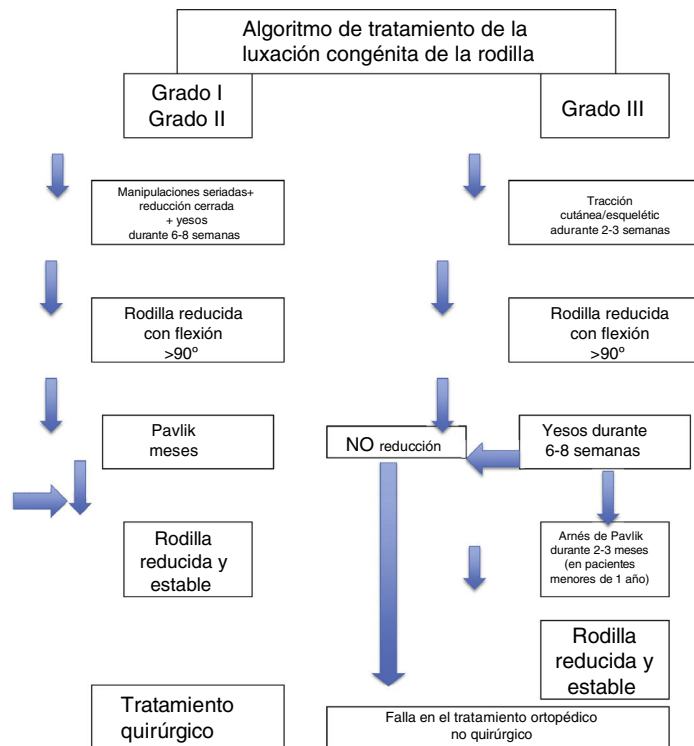 Algoritmo de tratamiento de la
luxación congénita de la rodilla
Grado I
Grado II
Grado III
Manipulaciones seriadas+
reducción cerrada
+ yesos
durante 6-8 semanas
Tracción
cutánea/esquelétic
adurante 2-3 semanas
Rodilla reducida
con flexión
>90º
Rodilla reducida
con flexión
>90º
Pavlik
meses
NO reducción
Yesos durante
6-8 semanas
Rodilla
reducida y
estable
Arnés de Pavlik
durante 2-3 meses
(en pacientes
menores de 1 año)
Rodilla
reducida y
estable
Tratamiento
quirúrgico
Falla en el tratamiento ortopédico
no quirúrgico